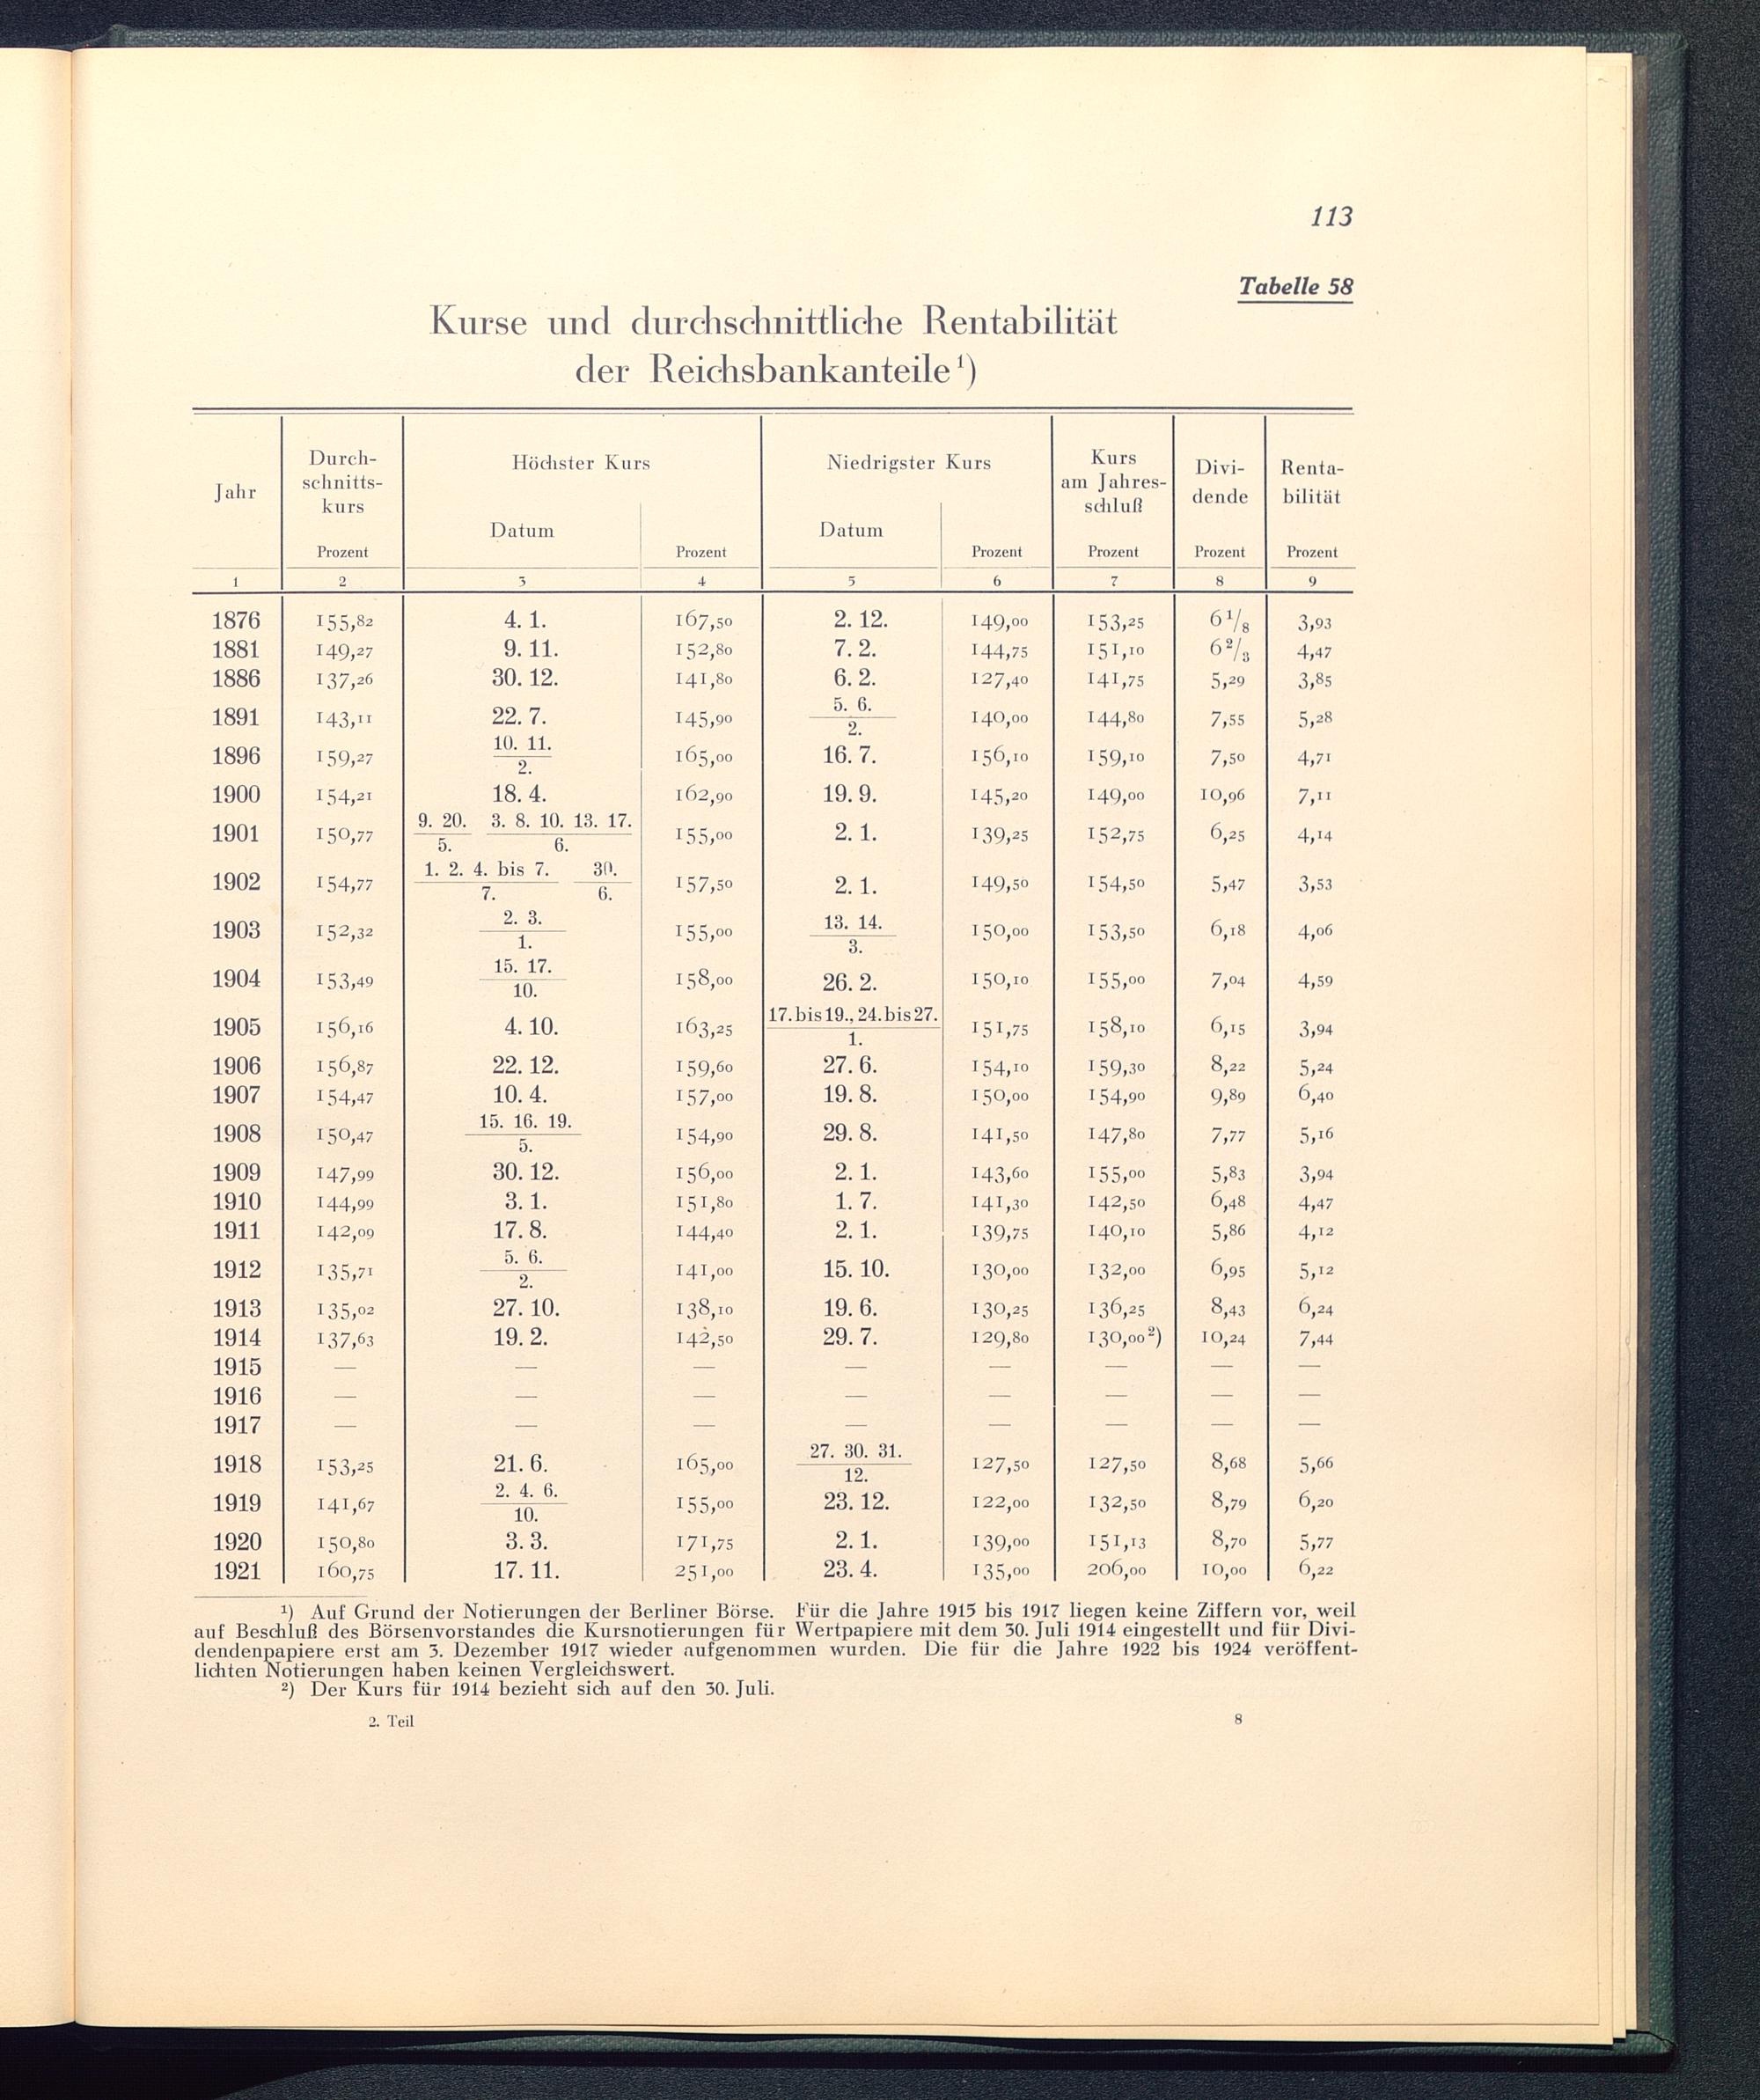 113
Tabelle 58
Kurse und durchschnittliche Rentabilität
der Reichsbankanteile¹)
Jahr Durch-schnitts-kurs Höchster Kurs Niedrigster Kurs Kurs am Jahres-schluß Divi-dende Renta-bilität
Datum Datum
Prozent Prozent Prozent Prozent Prozent Prozent
1 2 3 4 5 6 7 8 9
1876 155,82 4. 1. 167,50 2. 12. 149,00 153,25 6 1/8 3,93
1881 149,27 9. 11. 152,80 7. 2. 144,75 151,10 6 2/3 4,47
1886 137,26 30. 12. 141,80 6. 2. 127,40 141,75 5,29 3,85
1891 143,11 22. 7. 145,90 5. 6. / 2. 140,00 144,80 7,55 5,28
1896 159,27 10. 11. / 2. 165,00 16. 7. 156,10 159,10 7,50 4,71
1900 154,21 18. 4. 162,90 19. 9. 145,20 149,00 10,96 7,11
1901 150,77 9. 20. / 5. 3. 8. 10. 13. 17. / 6. 155,00 2. 1. 139,25 152,75 6,25 4,14
1902 154,77 1. 2. 4. bis 7. / 7. 30. / 6. 157,50 2. 1. 149,50 154,50 5,47 3,53
1903 152,32 2. 3. / 1. 155,00 13. 14. / 3. 150,00 153,50 6,18 4,06
1904 153,49 15. 17. / 10. 158,00 26. 2. 150,10 155,00 7,04 4,59
1905 156,16 4. 10. 163,25 17. bis 19., 24. bis 27. / 1. 151,75 158,10 6,15 3,94
1906 156,87 22. 12. 159,60 27. 6. 154,10 159,30 8,22 5,24
1907 154,47 10. 4. 157,00 19. 8. 150,00 154,90 9,89 6,40
1908 150,47 15. 16. 19. / 5. 154,90 29. 8. 141,50 147,80 7,77 5,16
1909 147,99 30. 12. 156,00 2. 1. 143,60 155,00 5,83 3,94
1910 144,99 3. 1. 151,80 1. 7. 141,30 142,50 6,48 4,47
1911 142,09 17. 8. 144,40 2. 1. 139,75 140,10 5,86 4,12
1912 135,71 5. 6. / 2. 141,00 15. 10. 130,00 132,00 6,95 5,12
1913 135,02 27. 10. 138,10 19. 6. 130,25 136,25 8,43 6,24
1914 137,63 19. 2. 142,50 29. 7. 129,80 130,00²) 10,24 7,44
1915 — — — — — — — —
1916 — — — — — — — —
1917 — — — — — — — —
1918 153,25 21. 6. 165,00 27. 30. 31. / 12. 127,50 127,50 8,68 5,66
1919 141,67 2. 4. 6. / 10. 155,00 23. 12. 122,00 132,50 8,79 6,20
1920 150,80 3. 3. 171,75 2. 1. 139,00 151,13 8,70 5,77
1921 160,75 17. 11. 251,00 23. 4. 135,00 206,00 10,00 6,22
¹) Auf Grund der Notierungen der Berliner Börse. Für die Jahre 1915 bis 1917 liegen keine Ziffern vor, weil
auf Beschluß des Börsenvorstandes die Kursnotierungen für Wertpapiere mit dem 30. Juli 1914 eingestellt und für Divi-
dendenpapiere erst am 3. Dezember 1917 wieder aufgenommen wurden. Die für die Jahre 1922 bis 1924 veröffent-
lichten Notierungen haben keinen Vergleichswert.
²) Der Kurs für 1914 bezieht sich auf den 30. Juli.
2. Teil 8